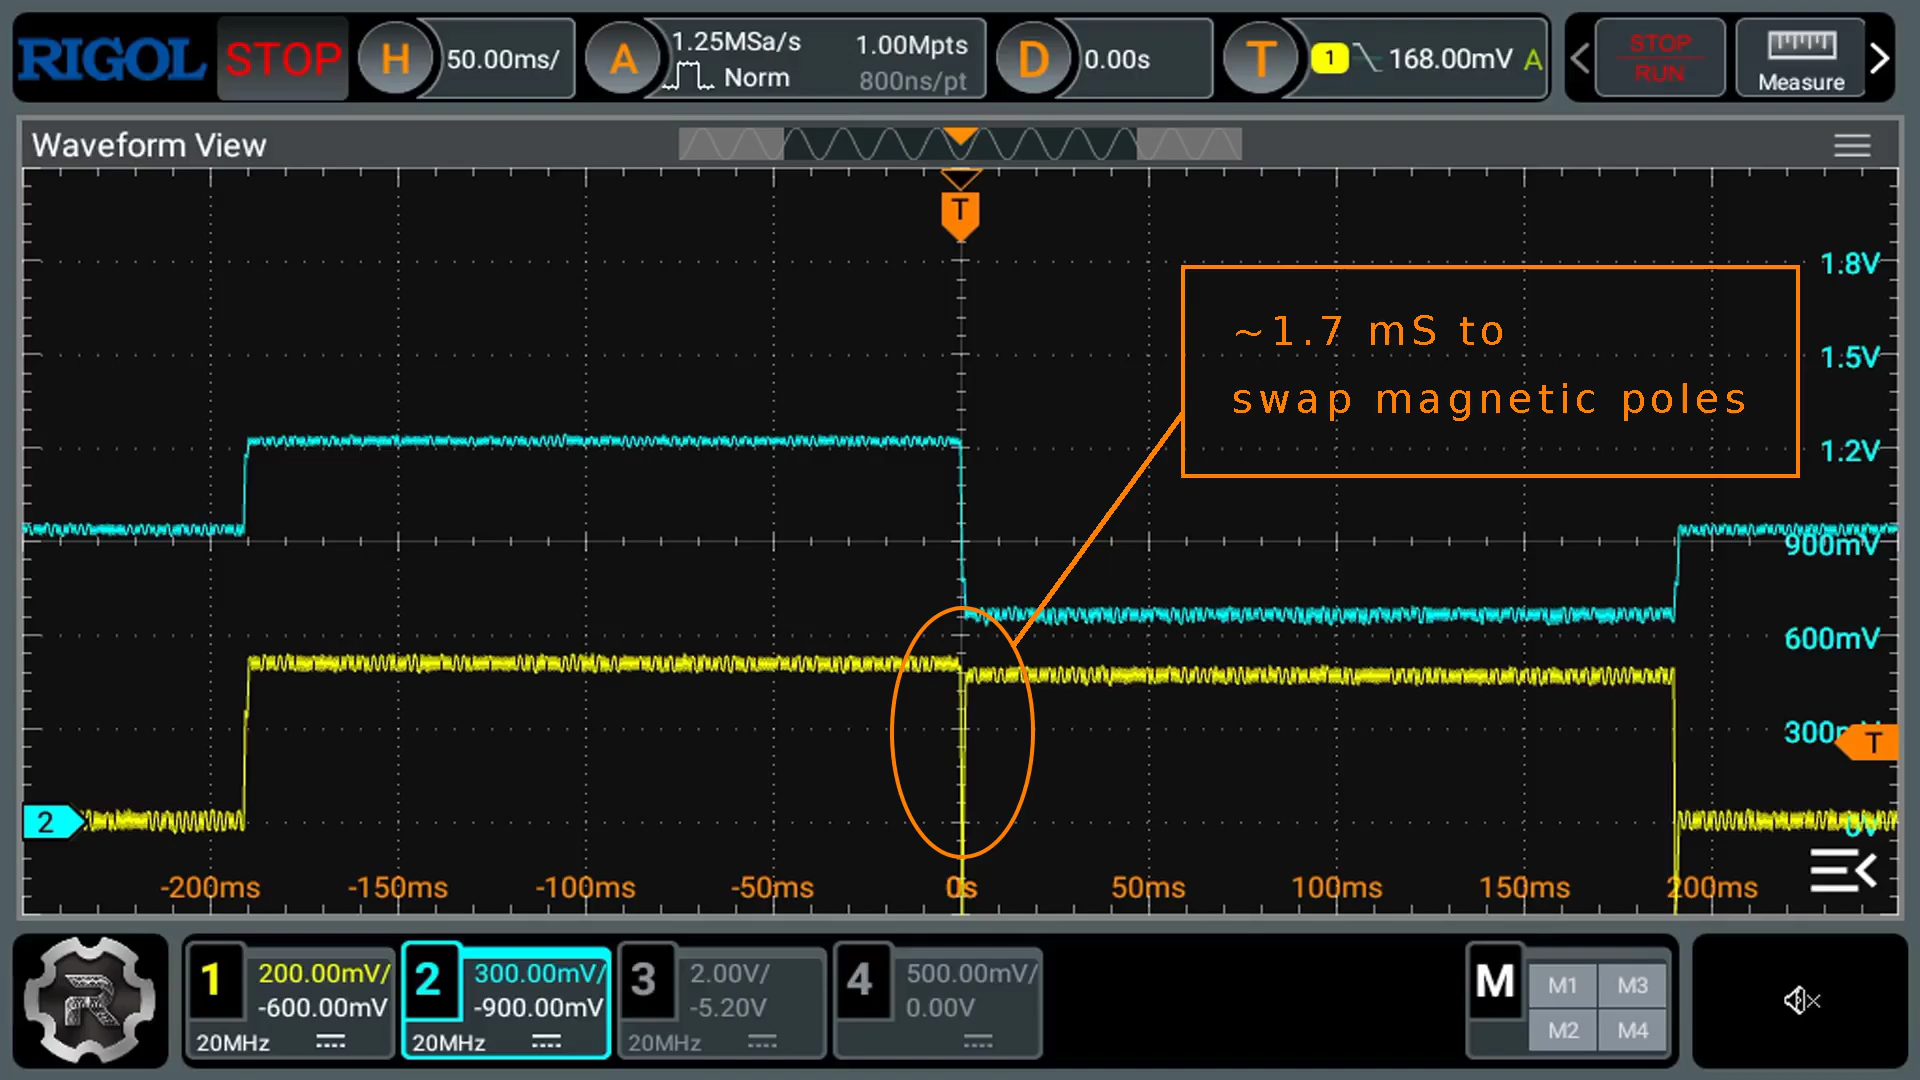 RIGOL STOP H 50.00ms/ A 1.25MSa/s 1.00Mpts D 0.00s T 1 168.00mV A STOP
Norm 800ns/pt RUN Measure
Waveform View
T
1.8V
~1.7 mS to
1.5V
swap magnetic poles
1.2V
900mV
600mV
T
2
-200ms -150ms -100ms -50ms 0s 50ms 100ms 150ms 200ms
1 200.00mV/ 2 300.00mV/ 3 2.00V/ 4 500.00mV/ M M1 M3
-600.00mV -900.00mV -5.20V 0.00V
20MHz 20MHz 20MHz M2 M4